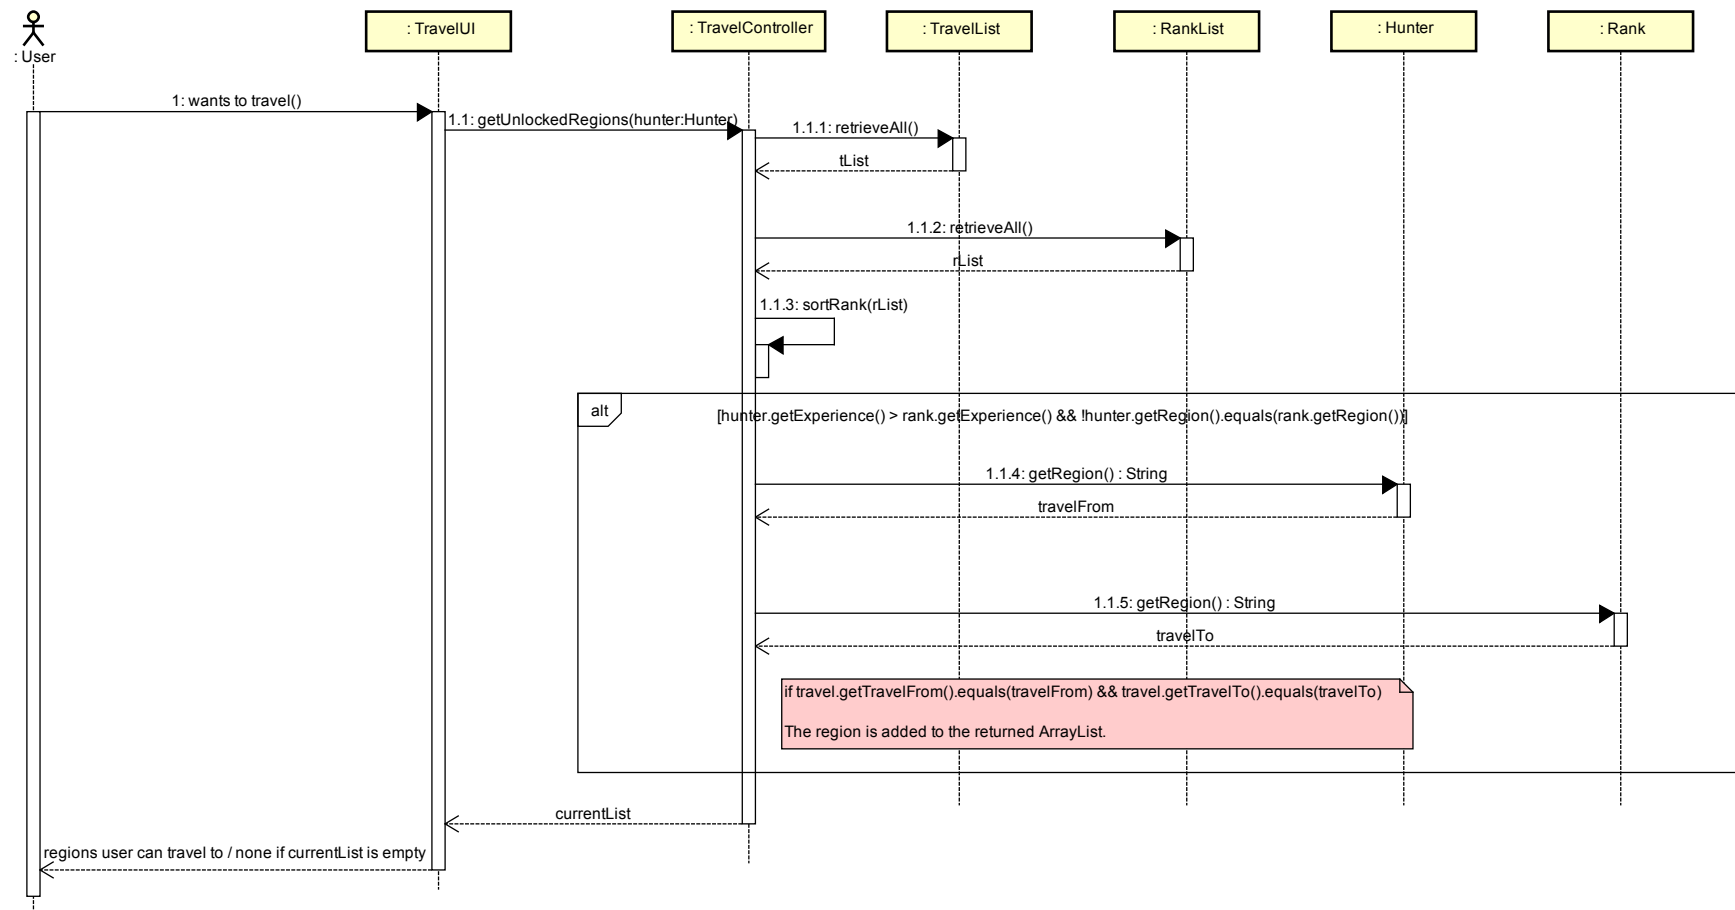 : User
: TravelUI
: TravelController
: TravelList
: RankList
: Hunter
: Rank
1: wants to travel()
1.1: getUnlockedRegions(hunter:Hunter)
1.1.1: retrieveAll()
tList
1.1.2: retrieveAll()
rList
1.1.3: sortRank(rList)
alt
[hunter.getExperience() > rank.getExperience() && !hunter.getRegion().equals(rank.getRegion())]
1.1.4: getRegion() : String
travelFrom
1.1.5: getRegion() : String
travelTo
if travel.getTravelFrom().equals(travelFrom) && travel.getTravelTo().equals(travelTo)
The region is added to the returned ArrayList.
currentList
regions user can travel to / none if currentList is empty